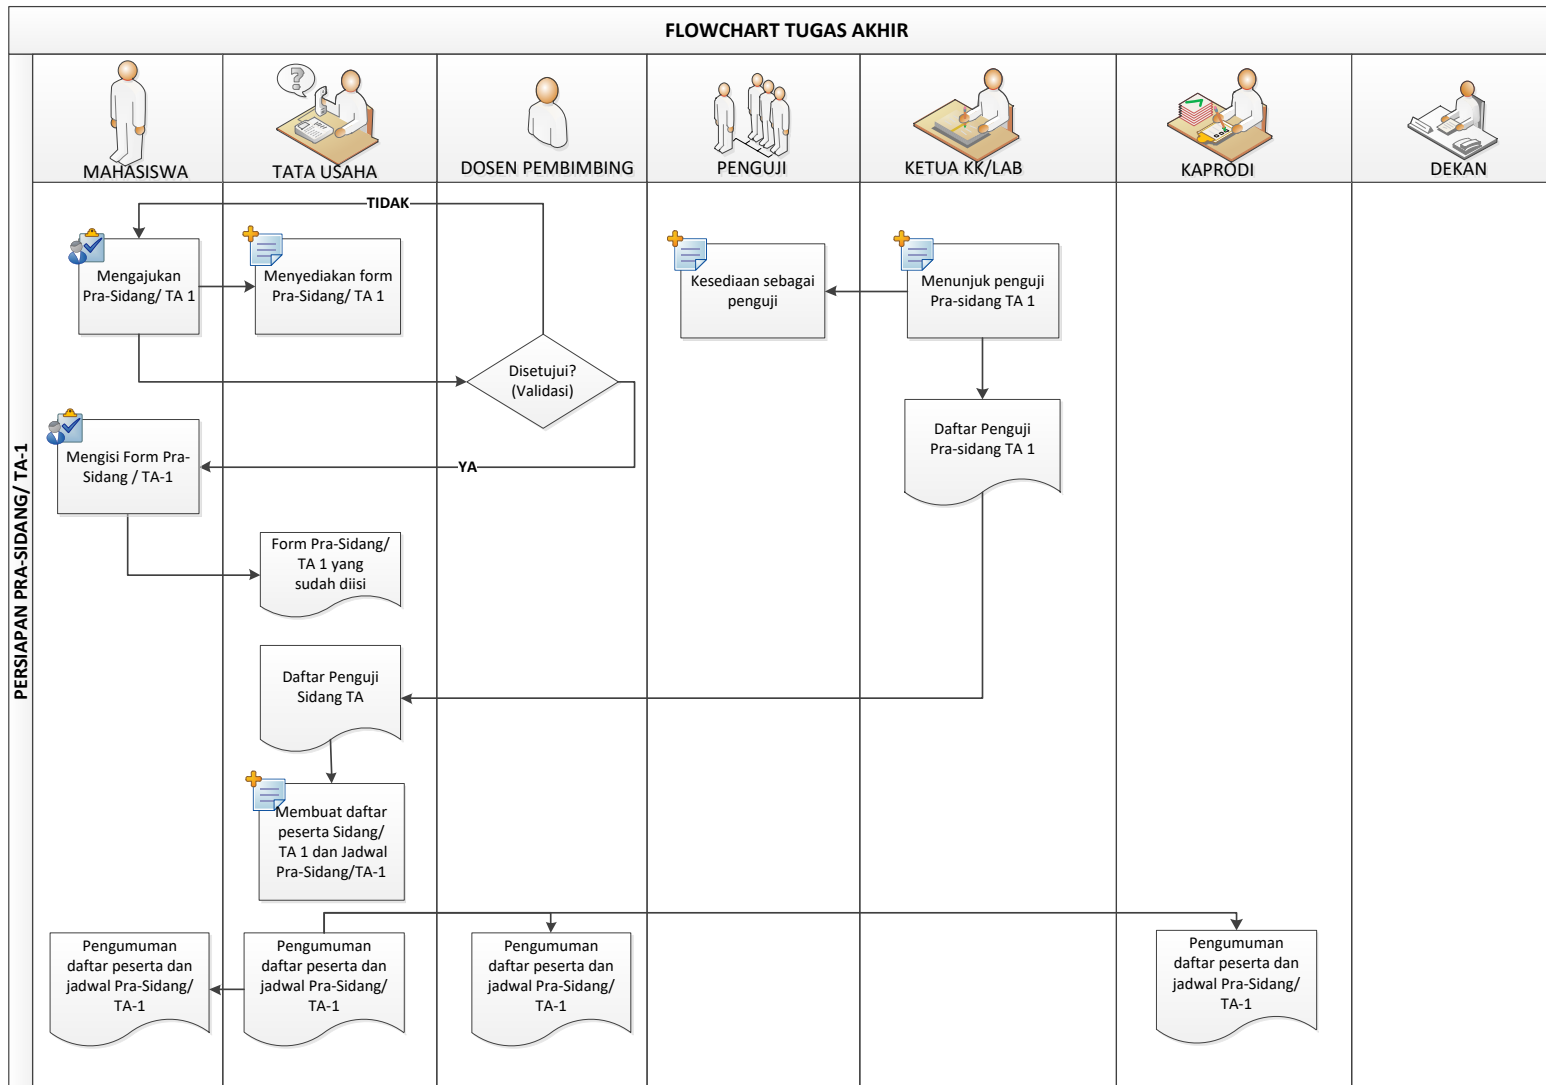 FLOWCHART TUGAS AKHIR
PERSIAPAN PRA-SIDANG/ TA-1
MAHASISWA
TATA USAHA
DOSEN PEMBIMBING
PENGUJI
KETUA KK/LAB
KAPRODI
DEKAN
TIDAK
Mengajukan
Pra-Sidang/ TA 1
Menyediakan form
Pra-Sidang/ TA 1
Kesediaan sebagai
penguji
Menunjuk penguji
Pra-sidang TA 1
Disetujui?
(Validasi)
Daftar Penguji
Pra-sidang TA 1
Mengisi Form Pra-
Sidang / TA-1
YA
Form Pra-Sidang/
TA 1 yang
sudah diisi
Daftar Penguji
Sidang TA
Membuat daftar
peserta Sidang/
TA 1 dan Jadwal
Pra-Sidang/TA-1
Pengumuman
daftar peserta dan
jadwal Pra-Sidang/
TA-1
Pengumuman
daftar peserta dan
jadwal Pra-Sidang/
TA-1
Pengumuman
daftar peserta dan
jadwal Pra-Sidang/
TA-1
Pengumuman
daftar peserta dan
jadwal Pra-Sidang/
TA-1